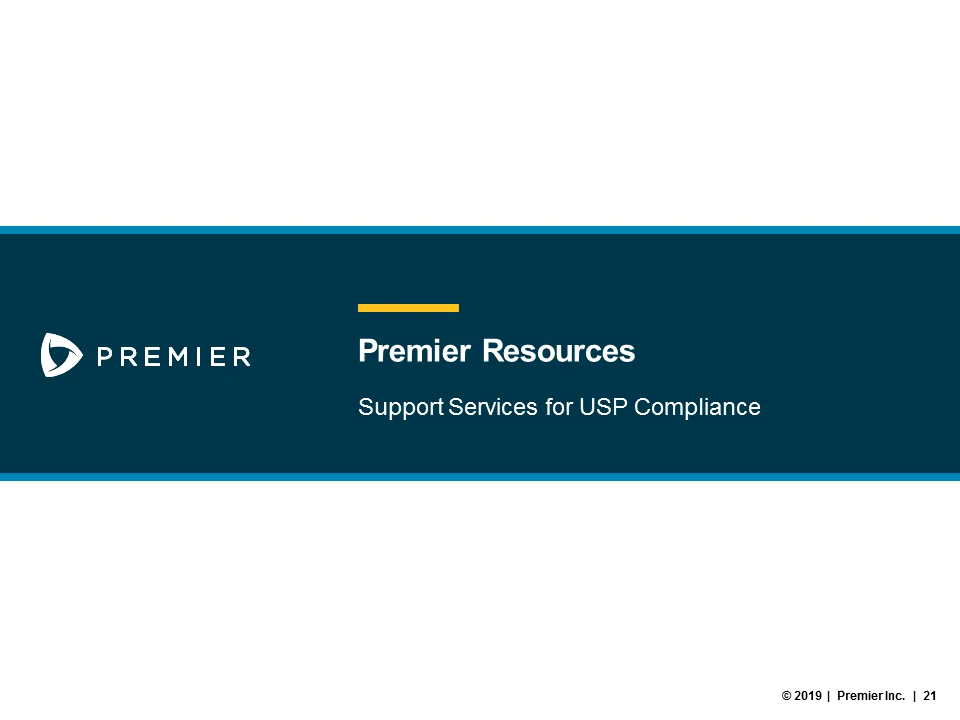 PREMIER
Premier Resources
Support Services for USP Compliance
© 2019 | Premier Inc. | 21